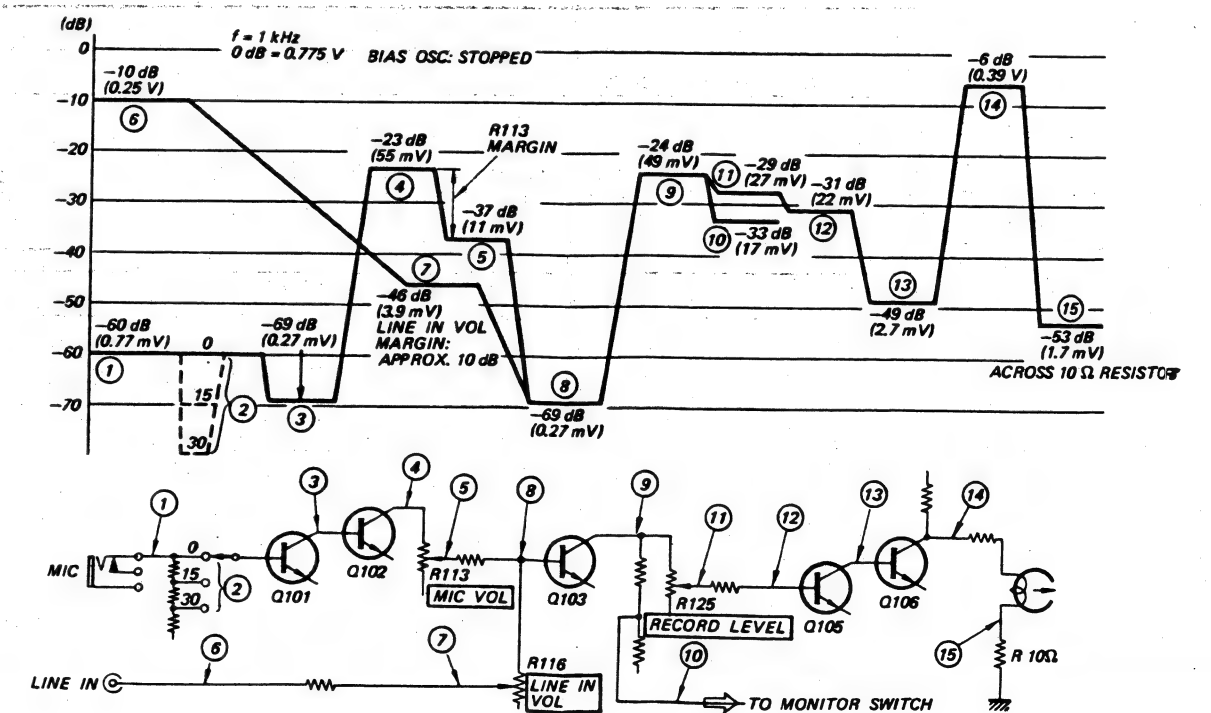 (dB)
f = 1 kHz
0 dB = 0.775 V BIAS OSC: STOPPED
0
-10
-20
-30
-40
-50
-60
-70
-10 dB
(0.25 V)
6
-60 dB
(0.77 mV)
1
0
15
30
2
-69 dB
(0.27 mV)
3
-23 dB
(55 mV)
4
R113
MARGIN
-37 dB
(11 mV)
5
7
-46 dB
(3.9 mV)
LINE IN VOL
MARGIN:
APPROX. 10 dB
8
-69 dB
(0.27 mV)
-24 dB
(49 mV)
9
11
-29 dB
(27 mV)
10
-33 dB
(17 mV)
-31 dB
(22 mV)
12
13
-49 dB
(2.7 mV)
-6 dB
(0.39 V)
14
15
-53 dB
(1.7 mV)
ACROSS 10 Ω RESISTOR
1
MIC
0
15
30
2
Q101
3
Q102
4
5
R113
MIC VOL
8
Q103
9
11
R125
RECORD LEVEL
12
Q105
13
Q106
14
15
R 10Ω
LINE IN
6
7
R116
LINE IN
VOL
10
TO MONITOR SWITCH